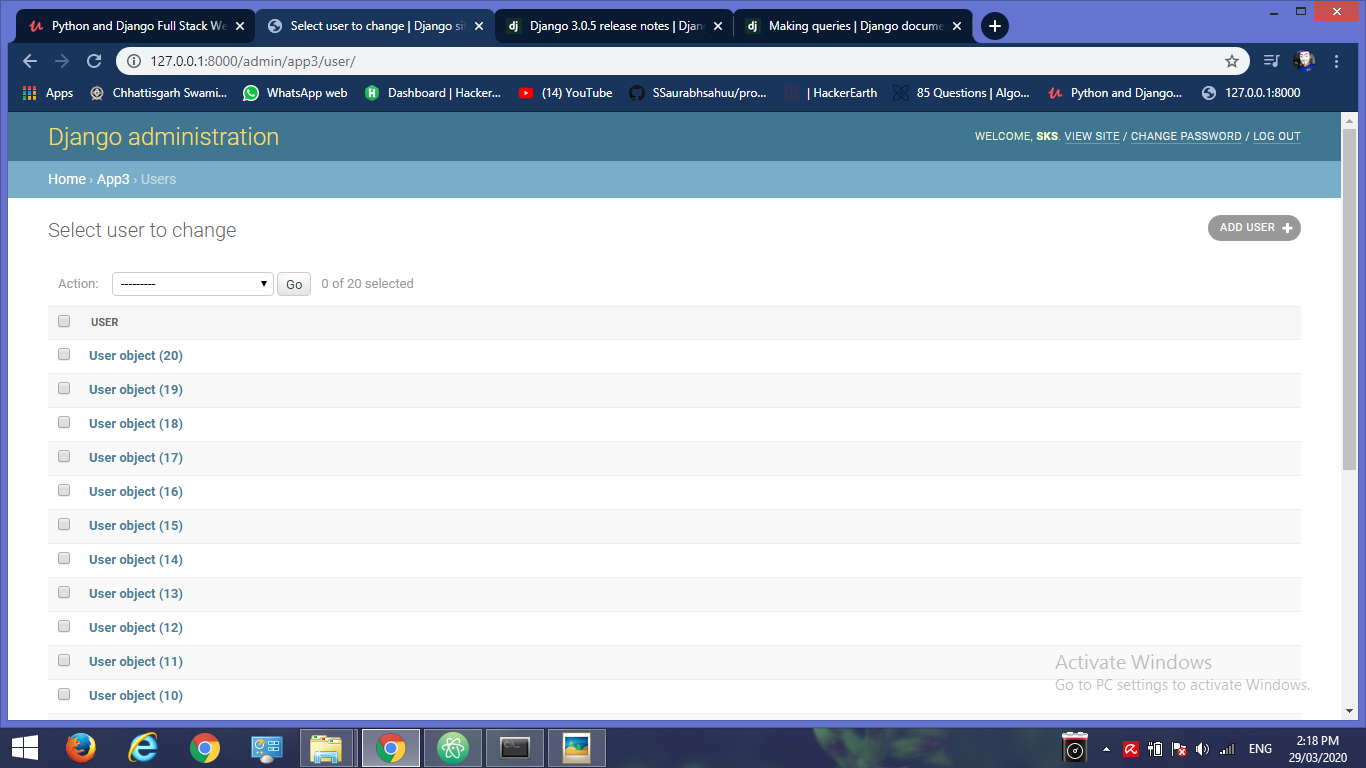 Python and Django Full Stack We
Select user to change | Django si
Django 3.0.5 release notes | Djan
Making queries | Django docume
127.0.0.1:8000/admin/app3/user/
Apps
Chhattisgarh Swami...
WhatsApp web
Dashboard | Hacker...
(14) YouTube
SSaurabhsahuu/pro...
| HackerEarth
85 Questions | Algo...
Python and Django...
127.0.0.1:8000
Django administration
WELCOME, SKS. VIEW SITE / CHANGE PASSWORD / LOG OUT
Home › App3 › Users
Select user to change
ADD USER
Action:
---------
Go
0 of 20 selected
USER
User object (20)
User object (19)
User object (18)
User object (17)
User object (16)
User object (15)
User object (14)
User object (13)
User object (12)
User object (11)
User object (10)
Activate Windows
Go to PC settings to activate Windows.
ENG
2:18 PM
29/03/2020